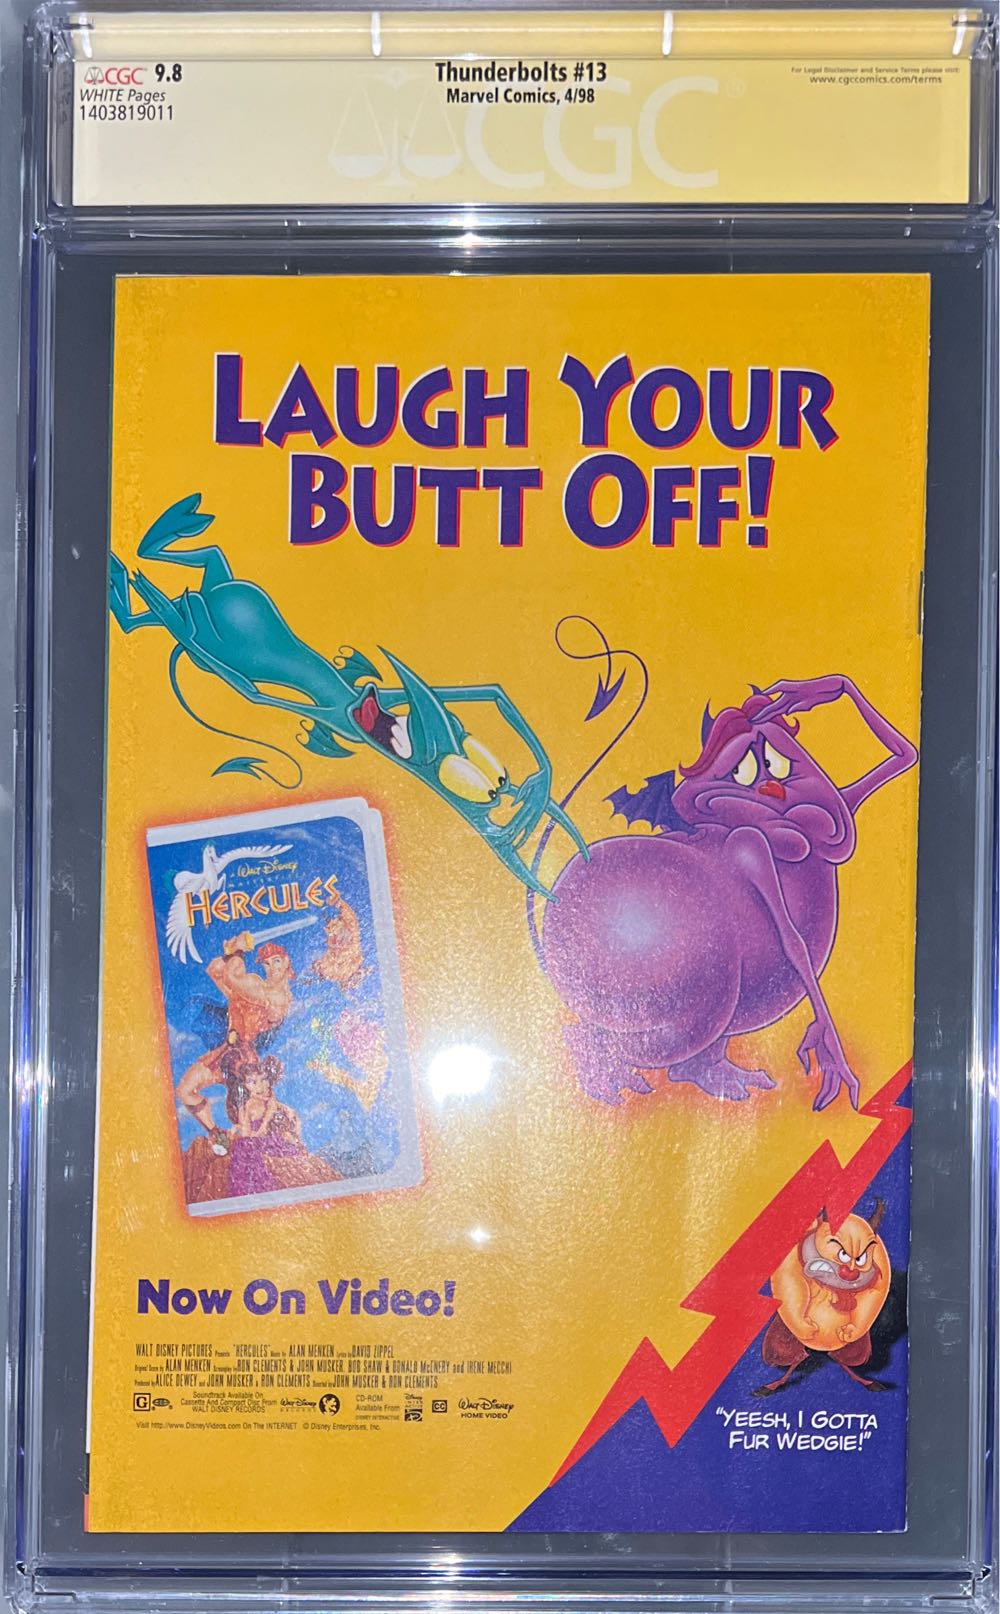 CGC 9.8
WHITE Pages
1403819011
Thunderbolts #13
Marvel Comics, 4/98
For Legal Disclaimer and Service Terms please visit:
www.cgccomics.com/terms
CGC
LAUGH YOUR
BUTT OFF!
WALT DISNEY
MASTERPIECE
HERCULES
NOW ON VIDEO!
WALT DISNEY PICTURES Presents "HERCULES" Music by ALAN MENKEN Lyrics by DAVID ZIPPEL
Original Score by ALAN MENKEN Screenplay by RON CLEMENTS & JOHN MUSKER, BOB SHAW & DONALD McENERY and IRENE MECCHI
Produced by ALICE DEWEY and JOHN MUSKER & RON CLEMENTS Directed by JOHN MUSKER & RON CLEMENTS
G
Soundtrack Available On
Cassette And Compact Disc From
WALT DISNEY RECORDS
Walt Disney
RECORDS
CD-ROM
Available From
DISNEY INTERACTIVE
CC
Walt Disney
HOME VIDEO
Visit http://www.DisneyVideos.com On The INTERNET © Disney Enterprises, Inc.
"YEESH, I GOTTA
FUR WEDGIE!"